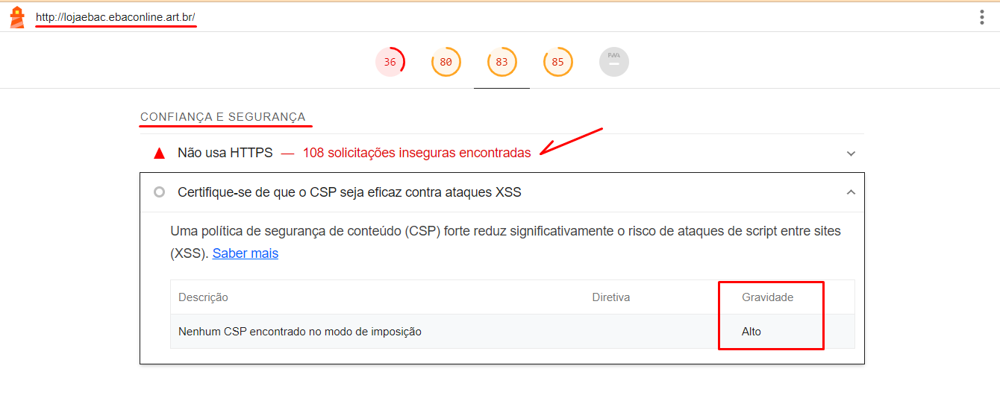 http://lojaebac.ebaconline.art.br/
36 80 83 85 PWA
CONFIANÇA E SEGURANÇA
Não usa HTTPS — 108 solicitações inseguras encontradas
Certifique-se de que o CSP seja eficaz contra ataques XSS
Uma política de segurança de conteúdo (CSP) forte reduz significativamente o risco de ataques de script entre sites
(XSS). Saber mais
Descrição Diretiva Gravidade
Nenhum CSP encontrado no modo de imposição Alto